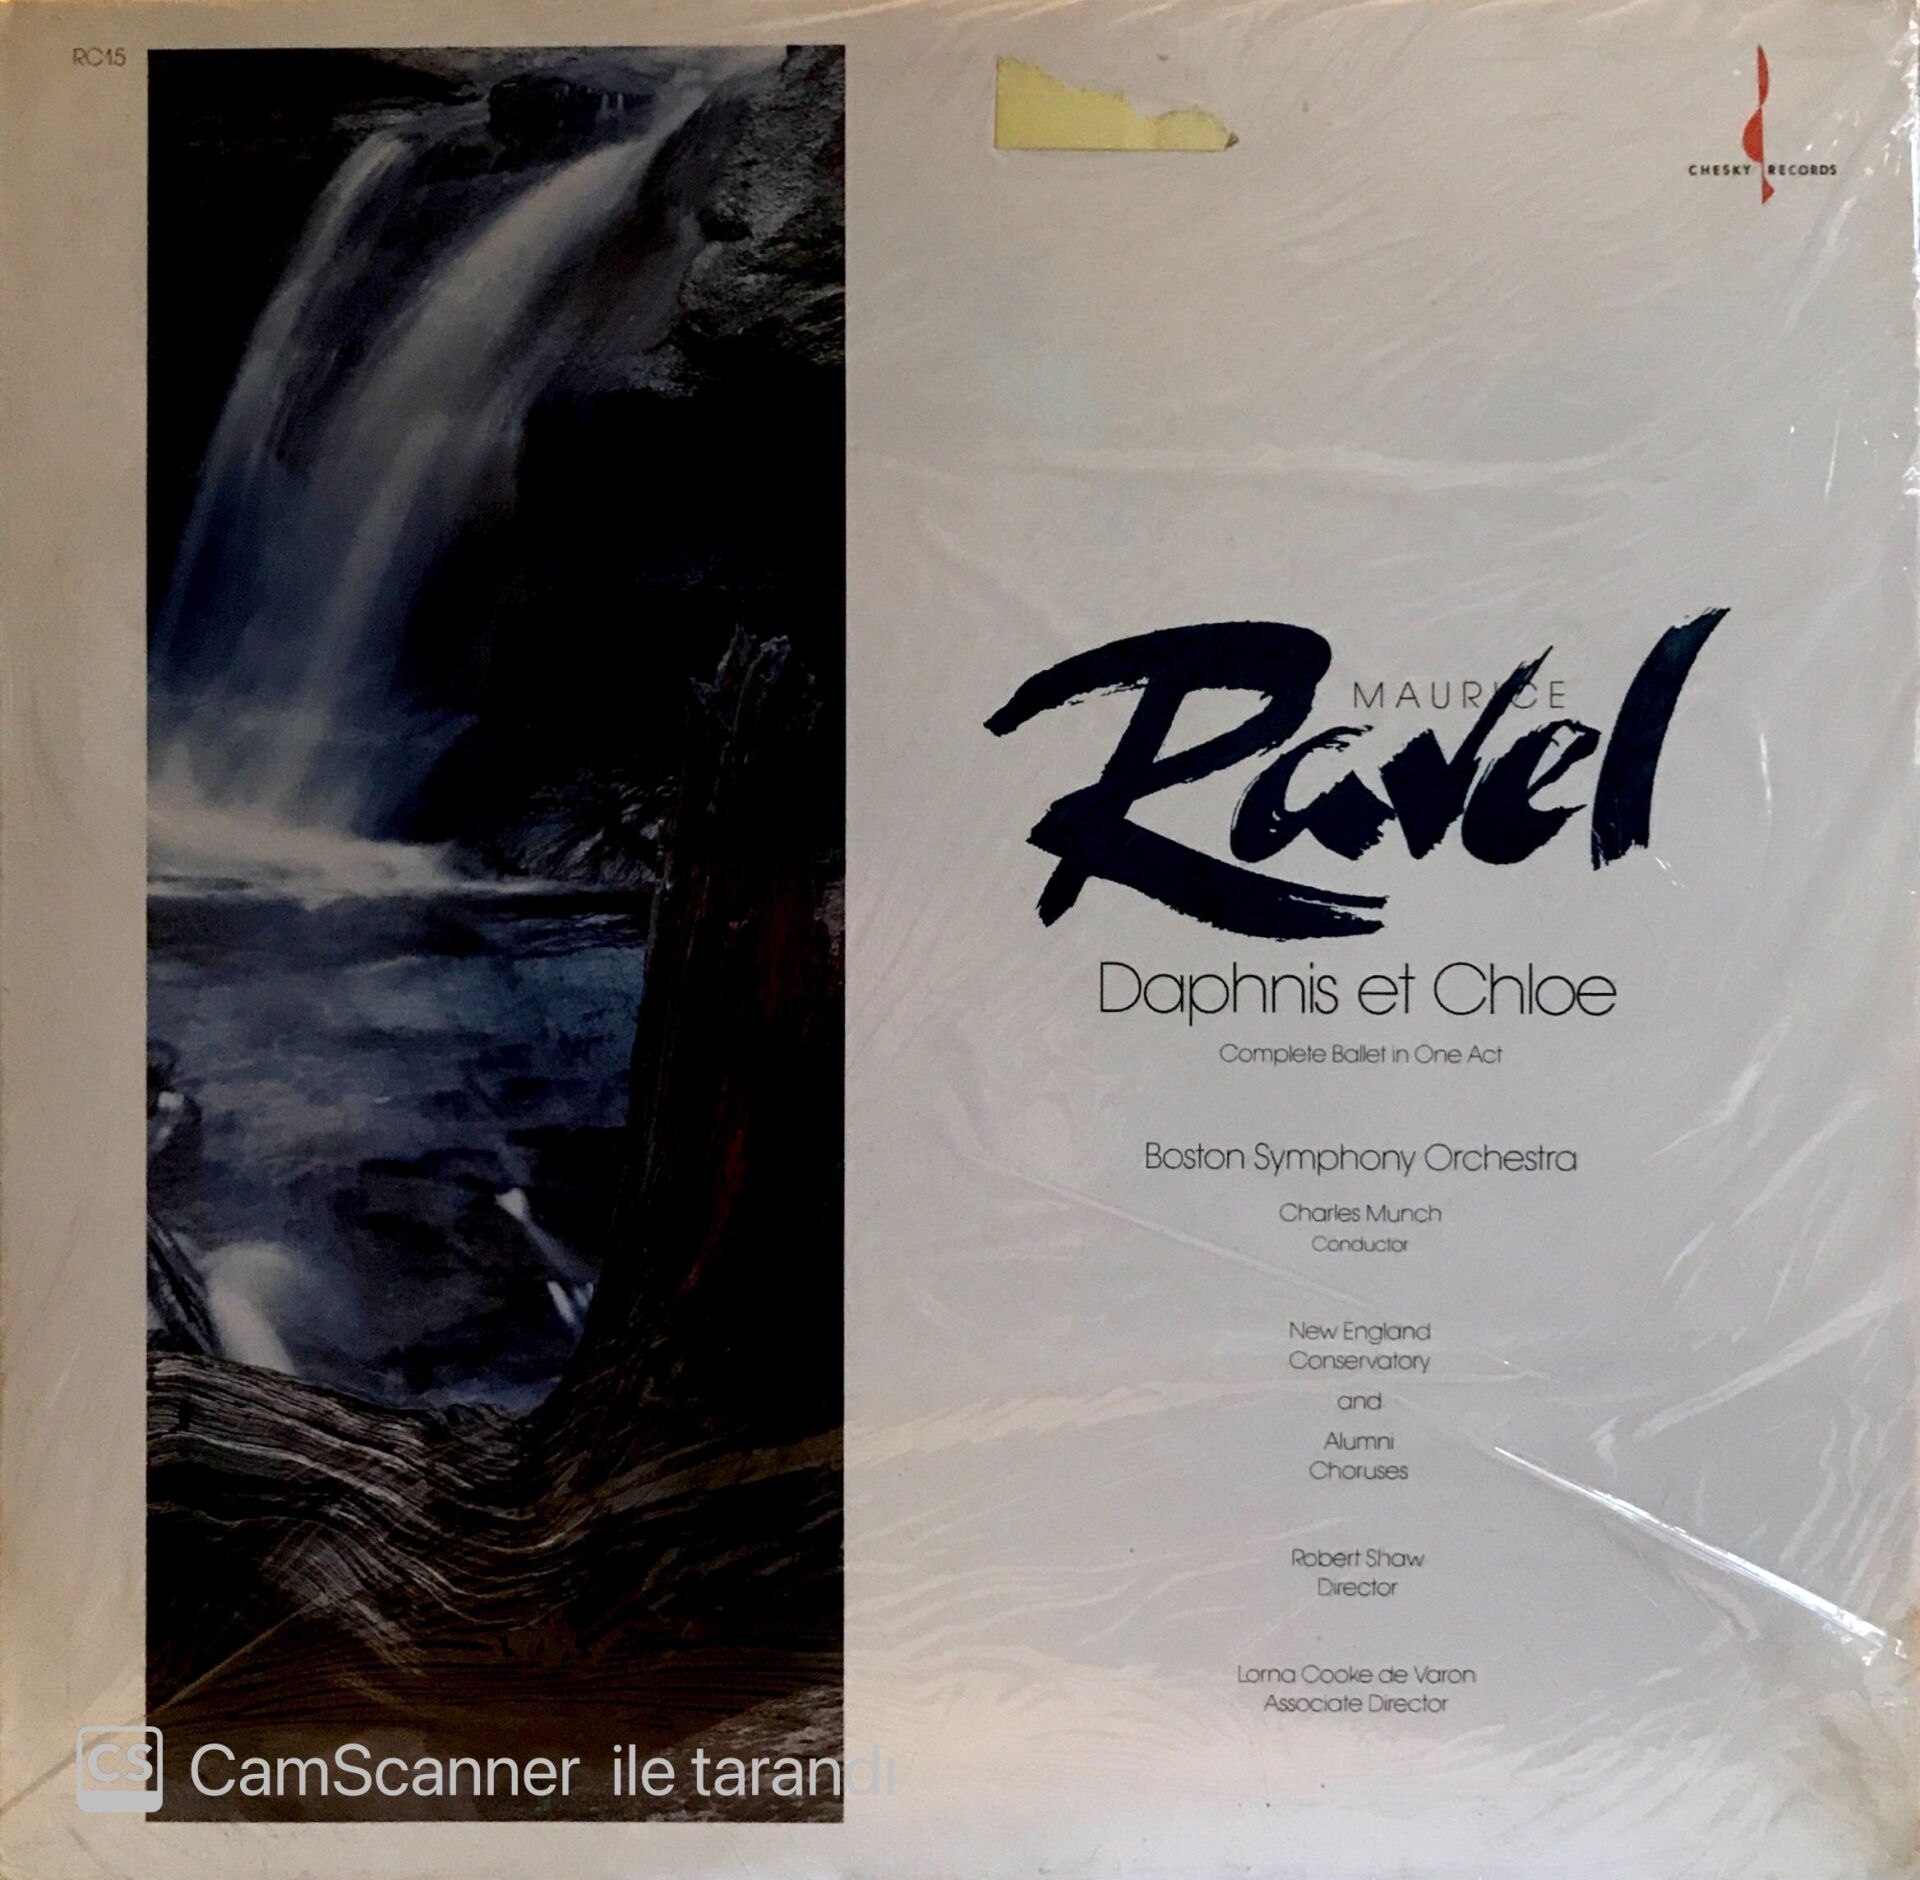 RC15
CHESKY RECORDS
MAURICE
Ravel
Daphnis et Chloe
Complete Ballet in One Act
Boston Symphony Orchestra
Charles Munch
Conductor
New England
Conservatory
and
Alumni
Choruses
Robert Shaw
Director
Lorna Cooke de Varon
Associate Director
CS CamScanner ile tarandı